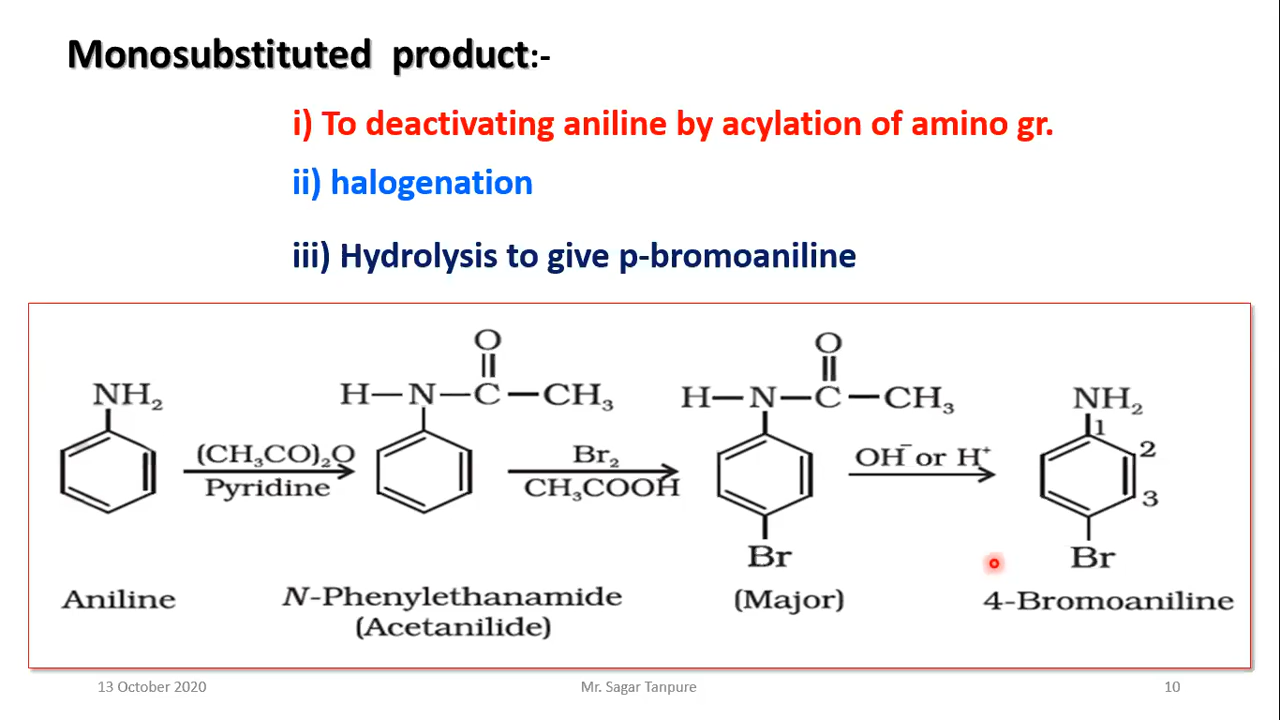 Monosubstituted product:-
i) To deactivating aniline by acylation of amino gr.
ii) halogenation
iii) Hydrolysis to give p-bromoaniline
O
H—N—C—CH₃
O
H—N—C—CH₃
NH₂
NH₂
(CH₃CO)₂O
Pyridine
Br₂
CH₃COOH
OH⁻ or H⁺
1
2
3
Br
Br
Aniline
N-Phenylethanamide
(Acetanilide)
(Major)
4-Bromoaniline
13 October 2020
Mr. Sagar Tanpure
10